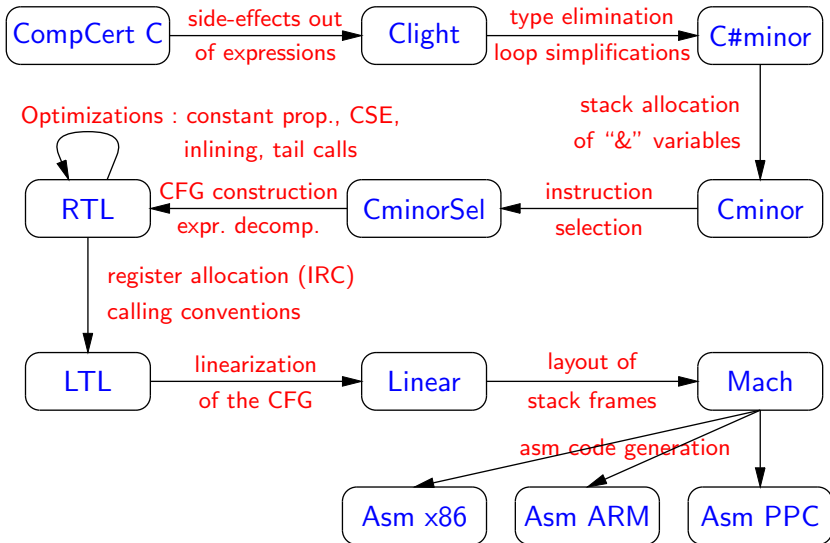 CompCert C
side-effects out
of expressions
Clight
type elimination
loop simplifications
C#minor
Optimizations : constant prop., CSE,
inlining, tail calls
stack allocation
of “&” variables
RTL
CFG construction
expr. decomp.
CminorSel
instruction
selection
Cminor
register allocation (IRC)
calling conventions
LTL
linearization
of the CFG
Linear
layout of
stack frames
Mach
asm code generation
Asm x86
Asm ARM
Asm PPC